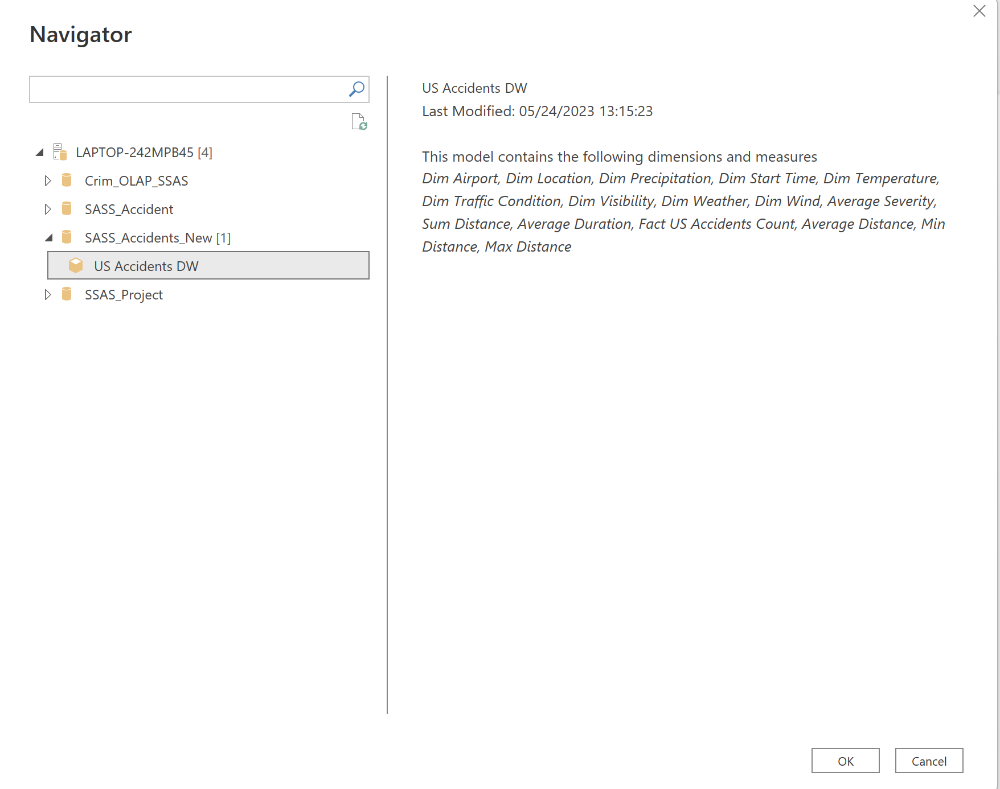 Navigator
LAPTOP-242MPB45 [4]
Crim_OLAP_SSAS
SASS_Accident
SASS_Accidents_New [1]
US Accidents DW
SSAS_Project
US Accidents DW
Last Modified: 05/24/2023 13:15:23
This model contains the following dimensions and measures
Dim Airport, Dim Location, Dim Precipitation, Dim Start Time, Dim Temperature,
Dim Traffic Condition, Dim Visibility, Dim Weather, Dim Wind, Average Severity,
Sum Distance, Average Duration, Fact US Accidents Count, Average Distance, Min
Distance, Max Distance
OK
Cancel